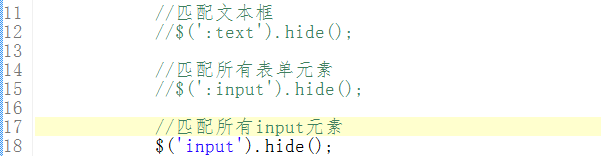 11 //匹配文本框
12 //$(':text').hide();
13
14 //匹配所有表单元素
15 //$(':input').hide();
16
17 //匹配所有input元素
18 $('input').hide();